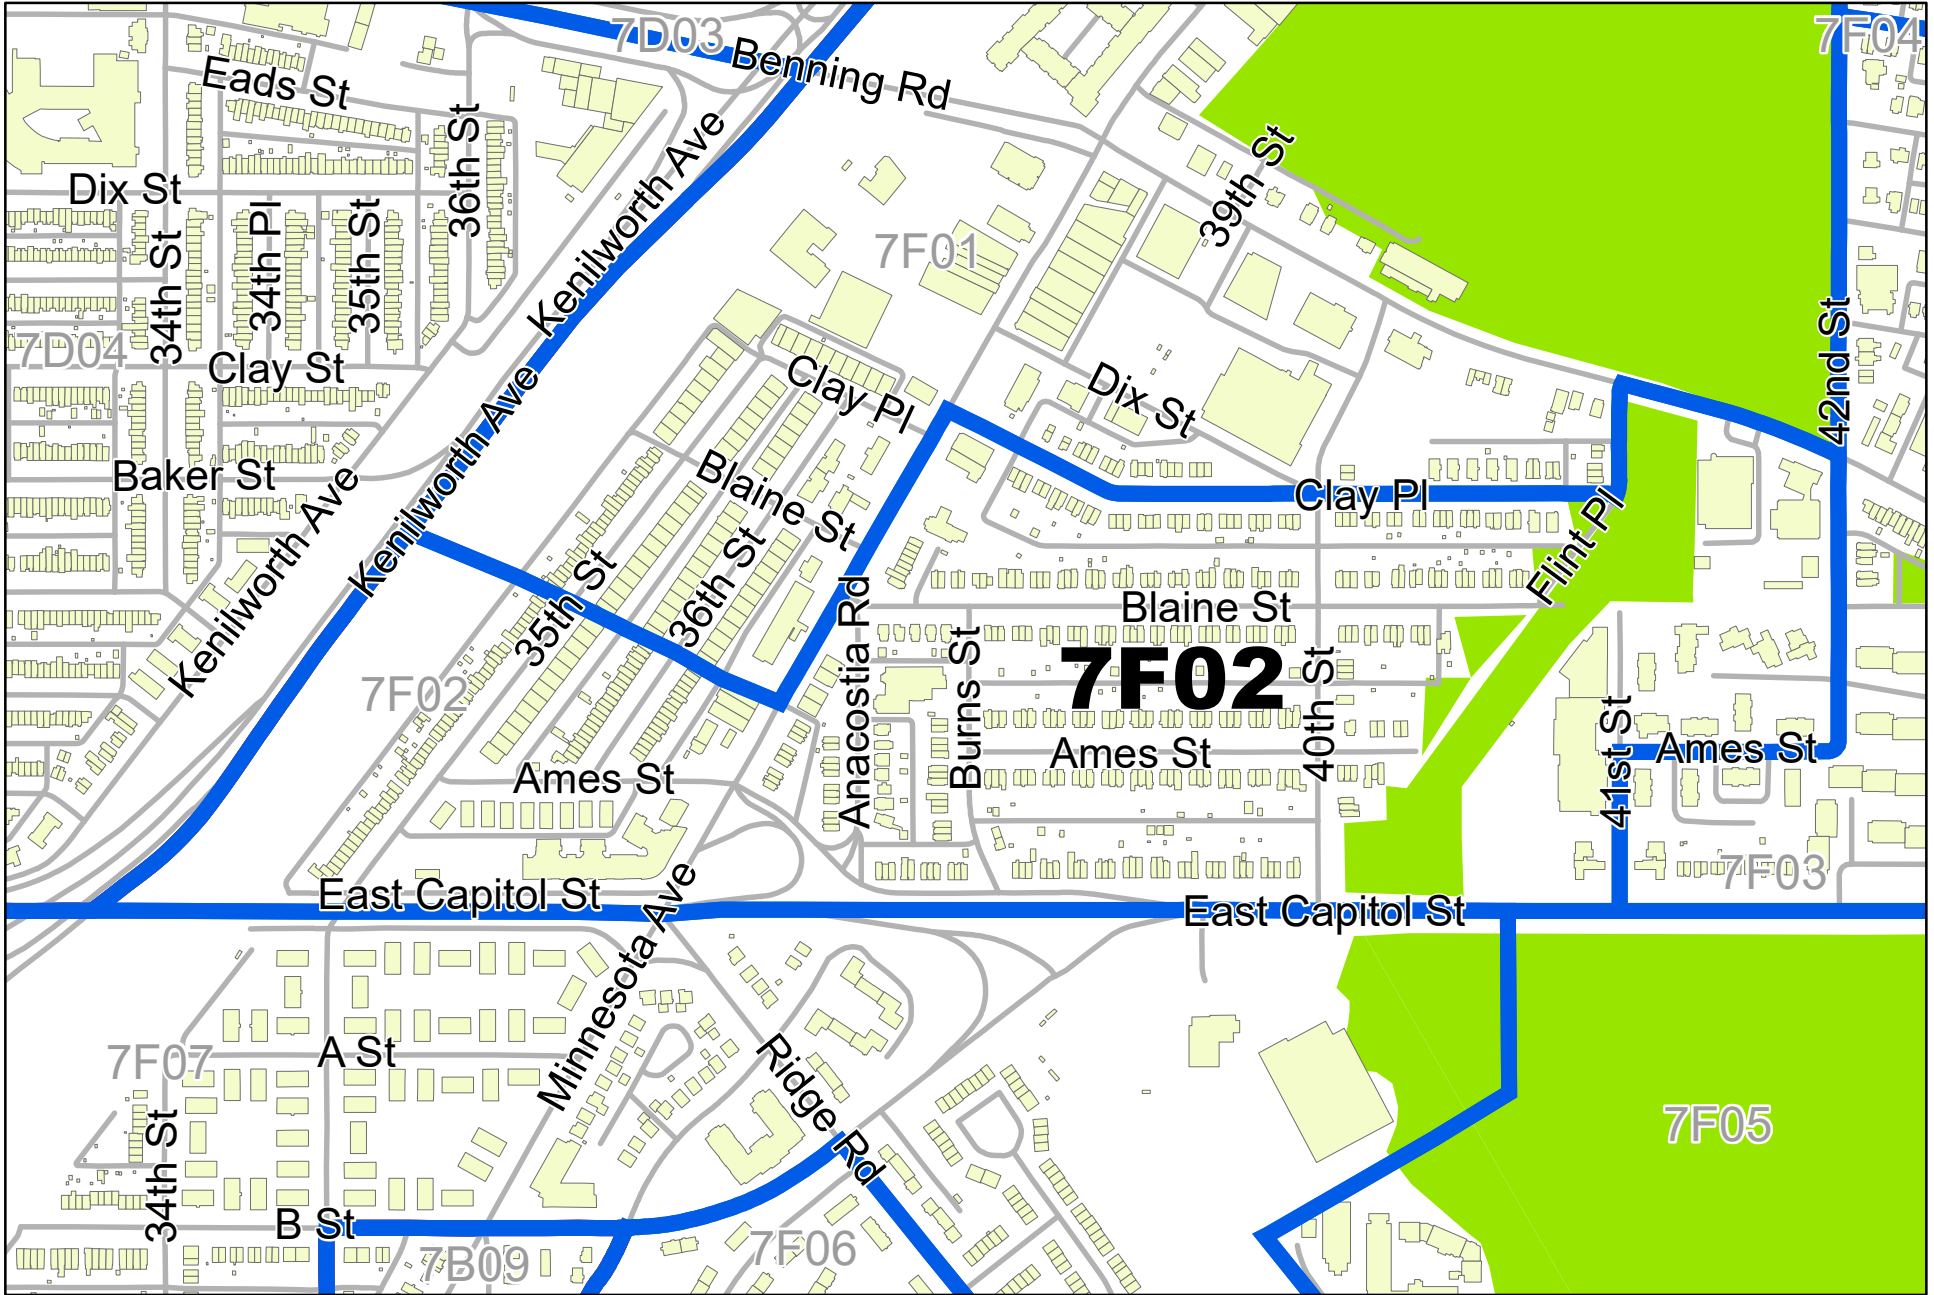 7D03
7F04
Benning Rd
Eads St
36th St
Kenilworth Ave
39th St
Dix St
34th St
34th Pl
35th St
7F01
Kenilworth Ave
7D04
Clay St
42nd St
Clay Pl
Dix St
Kenilworth Ave
Baker St
Blaine St
Clay Pl
Kenilworth Ave
Kenilworth Ave
35th St
36th St
Flint Pl
Anacostia Rd
Blaine St
Burns St
7F02
7F02
40th St
41st St
Ames St
Ames St
Ames St
7F03
East Capitol St
East Capitol St
Minnesota Ave
A St
7F07
Ridge Rd
7F05
34th St
B St
7B09
7F06